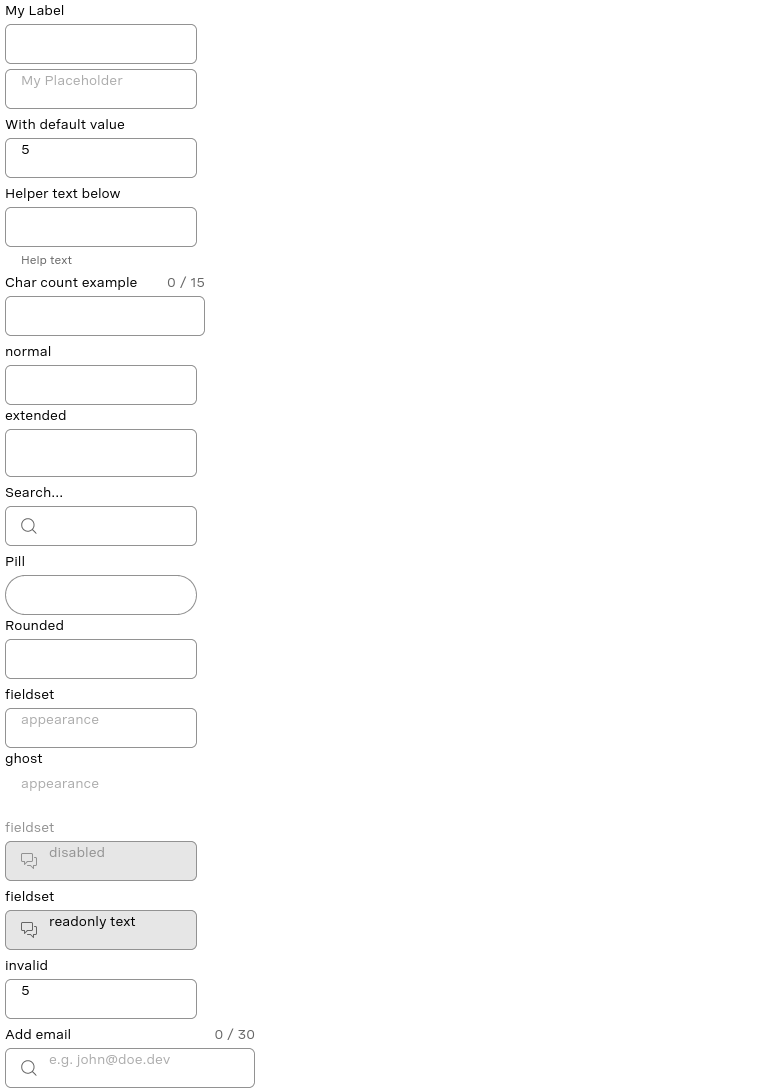 My Label
My Placeholder
With default value
5
Helper text below
Help text
Char count example 0 / 15
normal
extended
Search...
Pill
Rounded
fieldset
appearance
ghost
appearance
fieldset
disabled
fieldset
readonly text
invalid
5
Add email 0 / 30
e.g. john@doe.dev